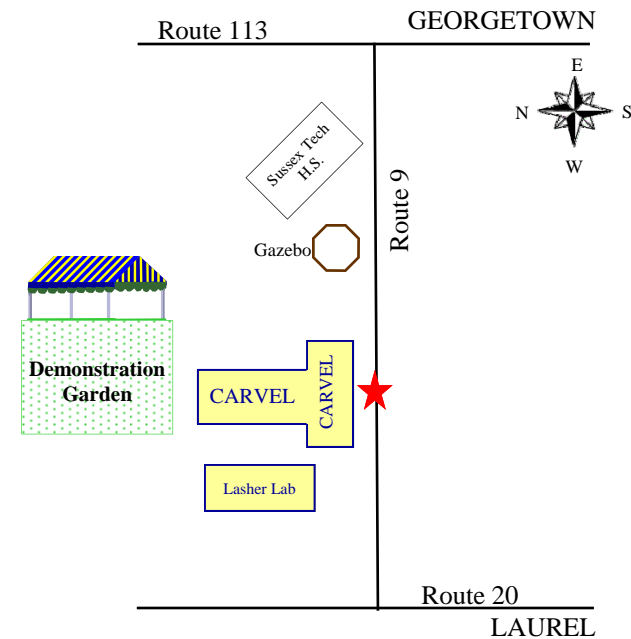 GEORGETOWN
Route 113
E
N
S
W
Sussex Tech
H.S.
Route 9
Gazebo
Demonstration
Garden
CARVEL
CARVEL
Lasher Lab
Route 20
LAUREL